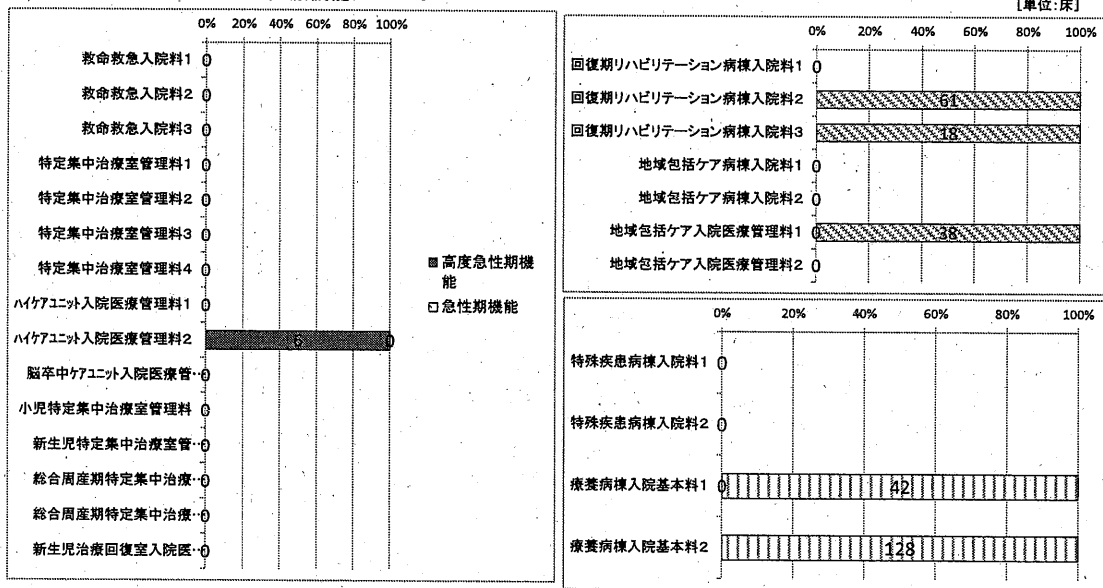 [単位:床]
0% 20% 40% 60% 80% 100%
救命救急入院料1 0
救命救急入院料2 0
救命救急入院料3 0
特定集中治療室管理料1 0
特定集中治療室管理料2 0
特定集中治療室管理料3 0
特定集中治療室管理料4 0
ハイケアユニット入院医療管理料1 0
ハイケアユニット入院医療管理料2 6 0
脳卒中ケアユニット入院医療管… 0
小児特定集中治療室管理料 0
新生児特定集中治療室管… 0
総合周産期特定集中治療… 0
総合周産期特定集中治療… 0
新生児治療回復室入院医… 0
高度急性期機
能
急性期機能
0% 20% 40% 60% 80% 100%
回復期リハビリテーション病棟入院料1 0
回復期リハビリテーション病棟入院料2 61
回復期リハビリテーション病棟入院料3 18
地域包括ケア病棟入院料1 0
地域包括ケア病棟入院料2 0
地域包括ケア入院医療管理料1 0 38
地域包括ケア入院医療管理料2 0
0% 20% 40% 60% 80% 100%
特殊疾患病棟入院料1 0
特殊疾患病棟入院料2 0
療養病棟入院基本料1 0 42
療養病棟入院基本料2 128